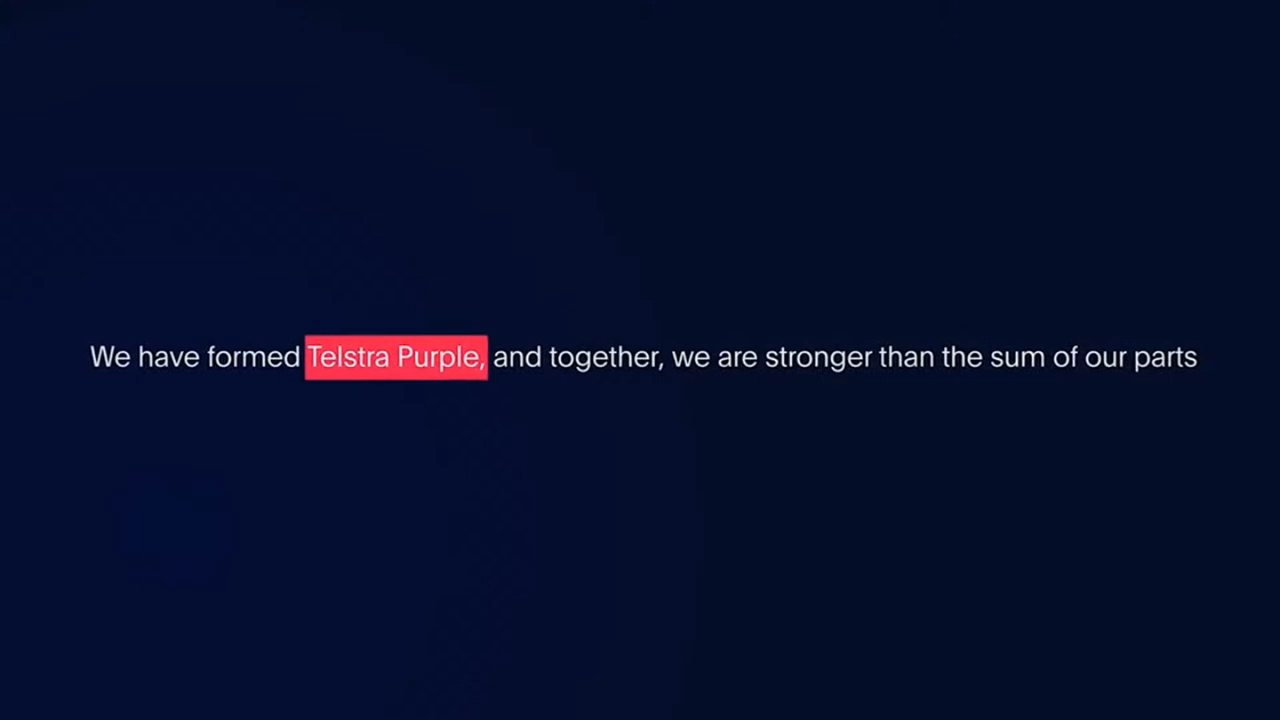 We have formed Telstra Purple, and together, we are stronger than the sum of our parts